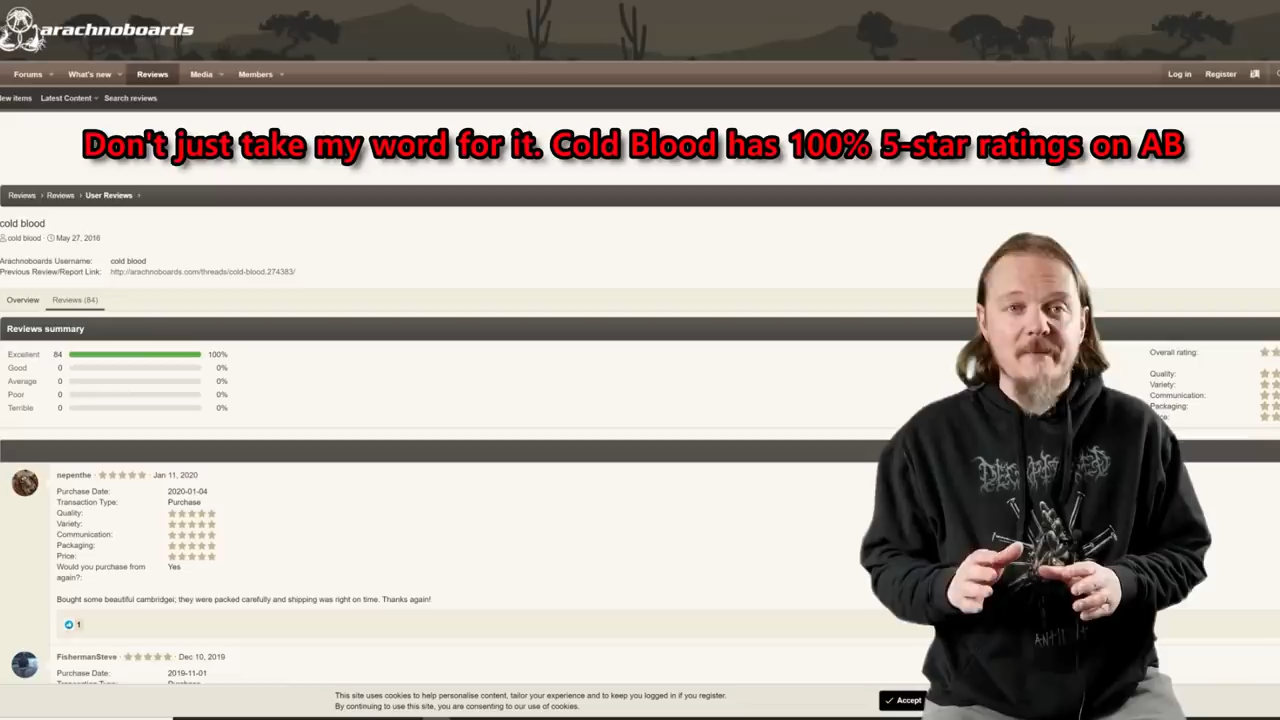 arachnoboards
Forums What's new Reviews Media Members Log in Register
New items Latest Content Search reviews
Don't just take my word for it. Cold Blood has 100% 5-star ratings on AB
Reviews Reviews User Reviews
cold blood
cold blood May 27, 2016
Arachnoboards Username: cold blood
Previous Review/Report Link: http://arachnoboards.com/threads/cold-blood.274383/
Overview Reviews (84)
Reviews summary
Excellent 84 100%
Good 0 0%
Average 0 0%
Poor 0 0%
Terrible 0 0%
Overall rating:
Quality:
Variety:
Communication:
Packaging:
nepenthe Jan 11, 2020
Purchase Date: 2020-01-04
Transaction Type: Purchase
Quality:
Variety:
Communication:
Packaging:
Price:
Would you purchase from Yes
again?:
Bought some beautiful cambridgei; they were packed carefully and shipping was right on time. Thanks again!
1
FishermanSteve Dec 10, 2019
Purchase Date: 2019-11-01
This site uses cookies to help personalise content, tailor your experience and to keep you logged in if you register.
By continuing to use this site, you are consenting to our use of cookies.
Accept